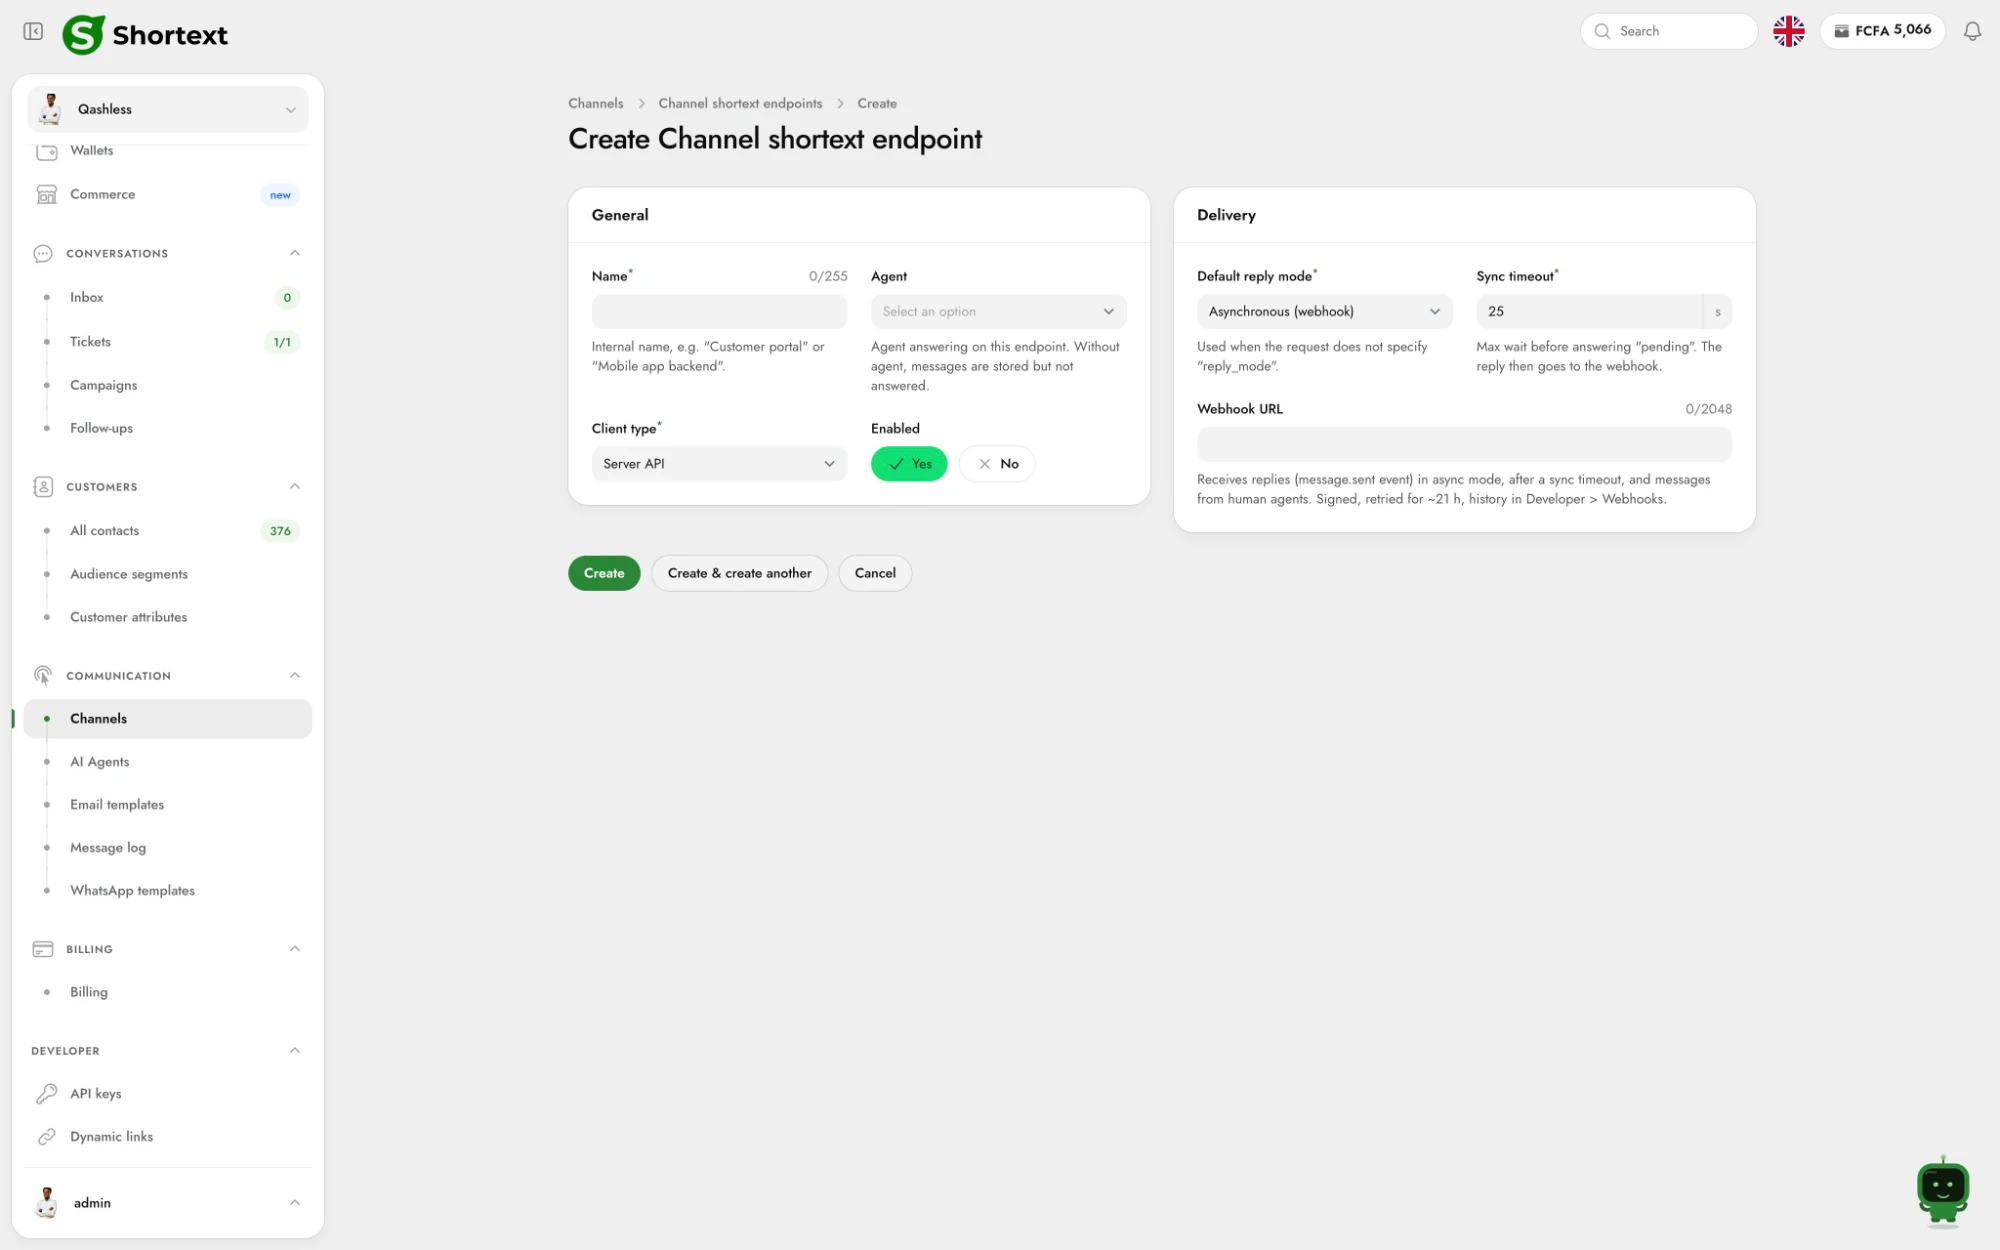 Shortext
Search
FCFA 5,066
Qashless
Wallets
Commerce
new
CONVERSATIONS
Inbox
0
Tickets
1/1
Campaigns
Follow-ups
CUSTOMERS
All contacts
376
Audience segments
Customer attributes
COMMUNICATION
Channels
AI Agents
Email templates
Message log
WhatsApp templates
BILLING
Billing
DEVELOPER
API keys
Dynamic links
admin
Channels > Channel shortext endpoints > Create
Create Channel shortext endpoint
General
Name*
0/255
Internal name, e.g. "Customer portal" or
"Mobile app backend".
Agent
Select an option
Agent answering on this endpoint. Without
agent, messages are stored but not
answered.
Client type*
Server API
Enabled
Yes
No
Delivery
Default reply mode*
Asynchronous (webhook)
Used when the request does not specify
"reply_mode".
Sync timeout*
25
s
Max wait before answering "pending". The
reply then goes to the webhook.
Webhook URL
0/2048
Receives replies (message.sent event) in async mode, after a sync timeout, and messages
from human agents. Signed, retried for ~21 h, history in Developer > Webhooks.
Create
Create & create another
Cancel